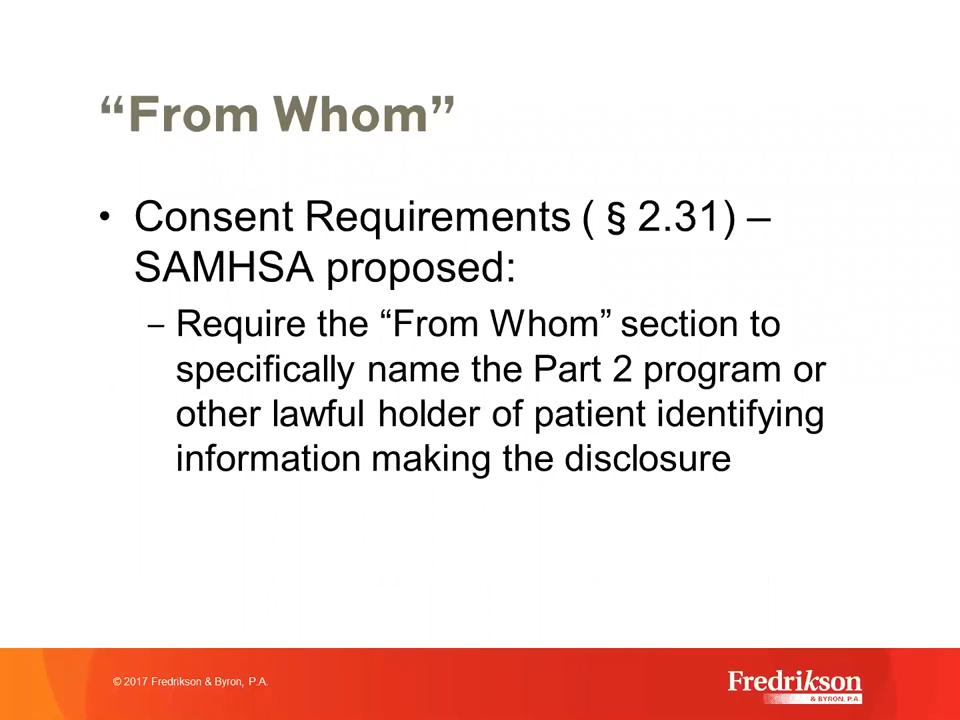 “From Whom”
• Consent Requirements ( § 2.31) –
SAMHSA proposed:
– Require the “From Whom” section to
specifically name the Part 2 program or
other lawful holder of patient identifying
information making the disclosure
© 2017 Fredrikson & Byron, P.A.
Fredrikson
& BYRON, P.A.